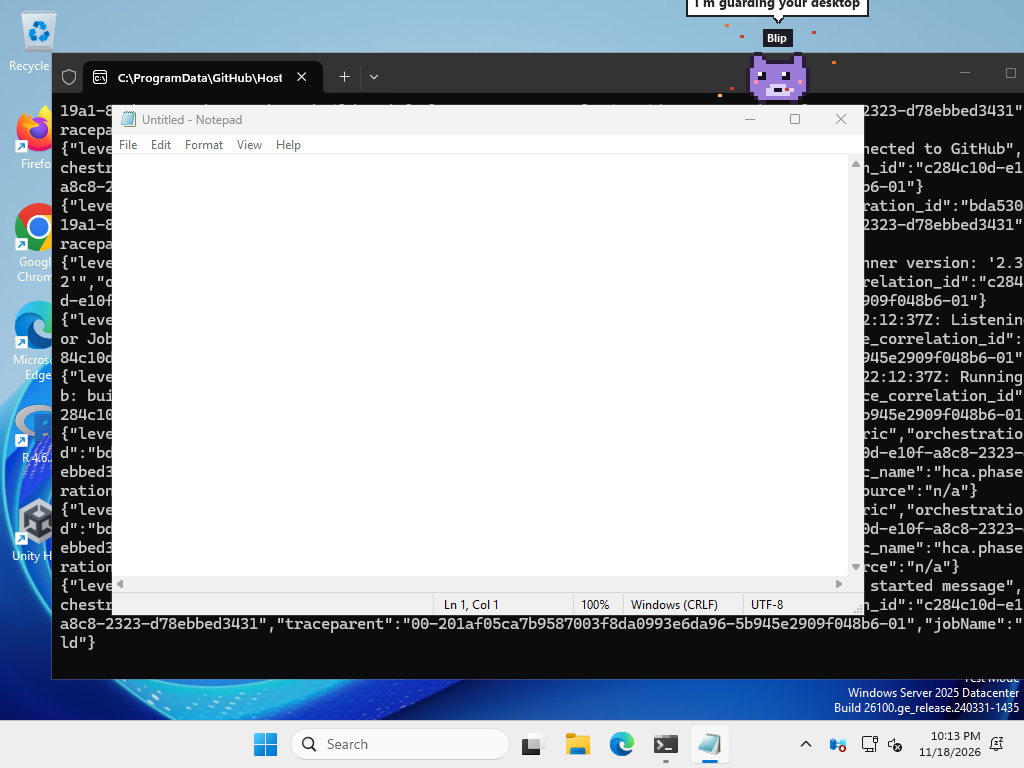 I'm guarding your desktop
Blip
Recycle
C:\ProgramData\GitHub\Host
Untitled - Notepad
File Edit Format View Help
Firefo
Googl
Chrom
Micros
Edge
R 4.6.
Unity H
19a1-8
2323-d78ebbed3431"
racepa
{"leve
nected to GitHub",
chestr
n_id":"c284c10d-e1
a8c8-2
b6-01"}
{"leve
ration_id":"bda530
19a1-8
2323-d78ebbed3431"
racepa
{"leve
nner version: '2.3
2'","o
relation_id":"c284
d-e10f
909f048b6-01"}
{"leve
2:12:37Z: Listenin
or Job
e_correlation_id":
84c10d
945e2909f048b6-01"
{"leve
22:12:37Z: Running
b: bui
ce_correlation_id"
284c10
b945e2909f048b6-01
{"leve
ric","orchestratio
d":"bd
0d-e10f-a8c8-2323-
ebbed3
c_name":"hca.phase
ration
ource":"n/a"}
{"leve
ric","orchestratio
d":"bd
0d-e10f-a8c8-2323-
ebbed3
c_name":"hca.phase
ration
rce":"n/a"}
{"leve
started message",
chestr
n_id":"c284c10d-e1
a8c8-2323-d78ebbed3431","traceparent":"00-201af05ca7b9587003f8da0993e6da96-5b945e2909f048b6-01","jobName":"
ld"}
Ln 1, Col 1
100%
Windows (CRLF)
UTF-8
Test Mode
Windows Server 2025 Datacenter
Build 26100.ge_release.240331-1435
Search
10:13 PM
11/18/2026